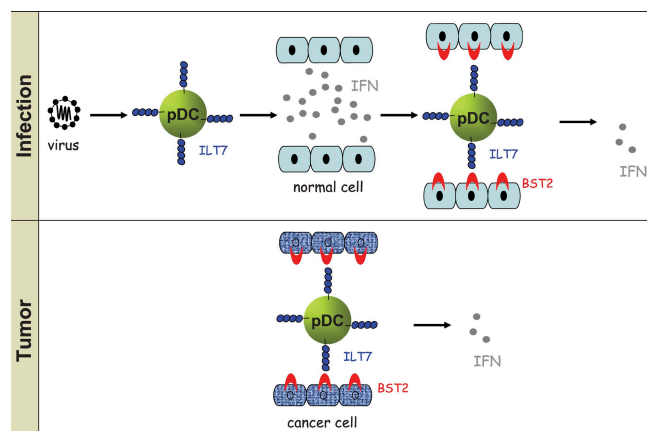 Infection
virus
pDC
ILT7
IFN
normal cell
pDC
ILT7
BST2
IFN
Tumor
pDC
ILT7
BST2
cancer cell
IFN